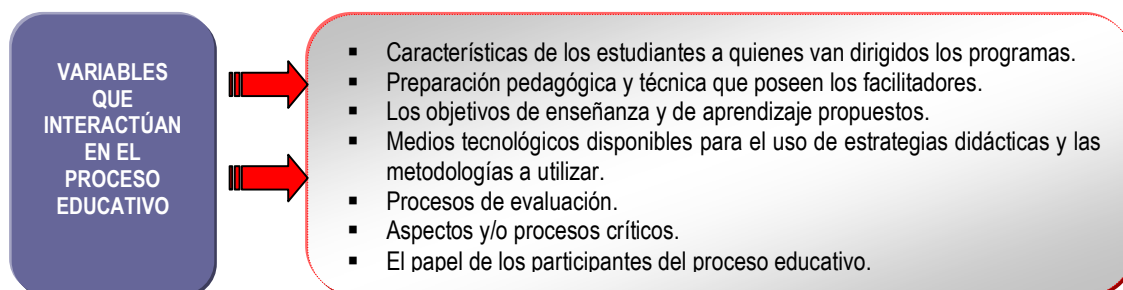 VARIABLES
QUE
INTERACTÚAN
EN EL
PROCESO
EDUCATIVO
▪ Características de los estudiantes a quienes van dirigidos los programas.
▪ Preparación pedagógica y técnica que poseen los facilitadores.
▪ Los objetivos de enseñanza y de aprendizaje propuestos.
▪ Medios tecnológicos disponibles para el uso de estrategias didácticas y las
metodologías a utilizar.
▪ Procesos de evaluación.
▪ Aspectos y/o procesos críticos.
▪ El papel de los participantes del proceso educativo.